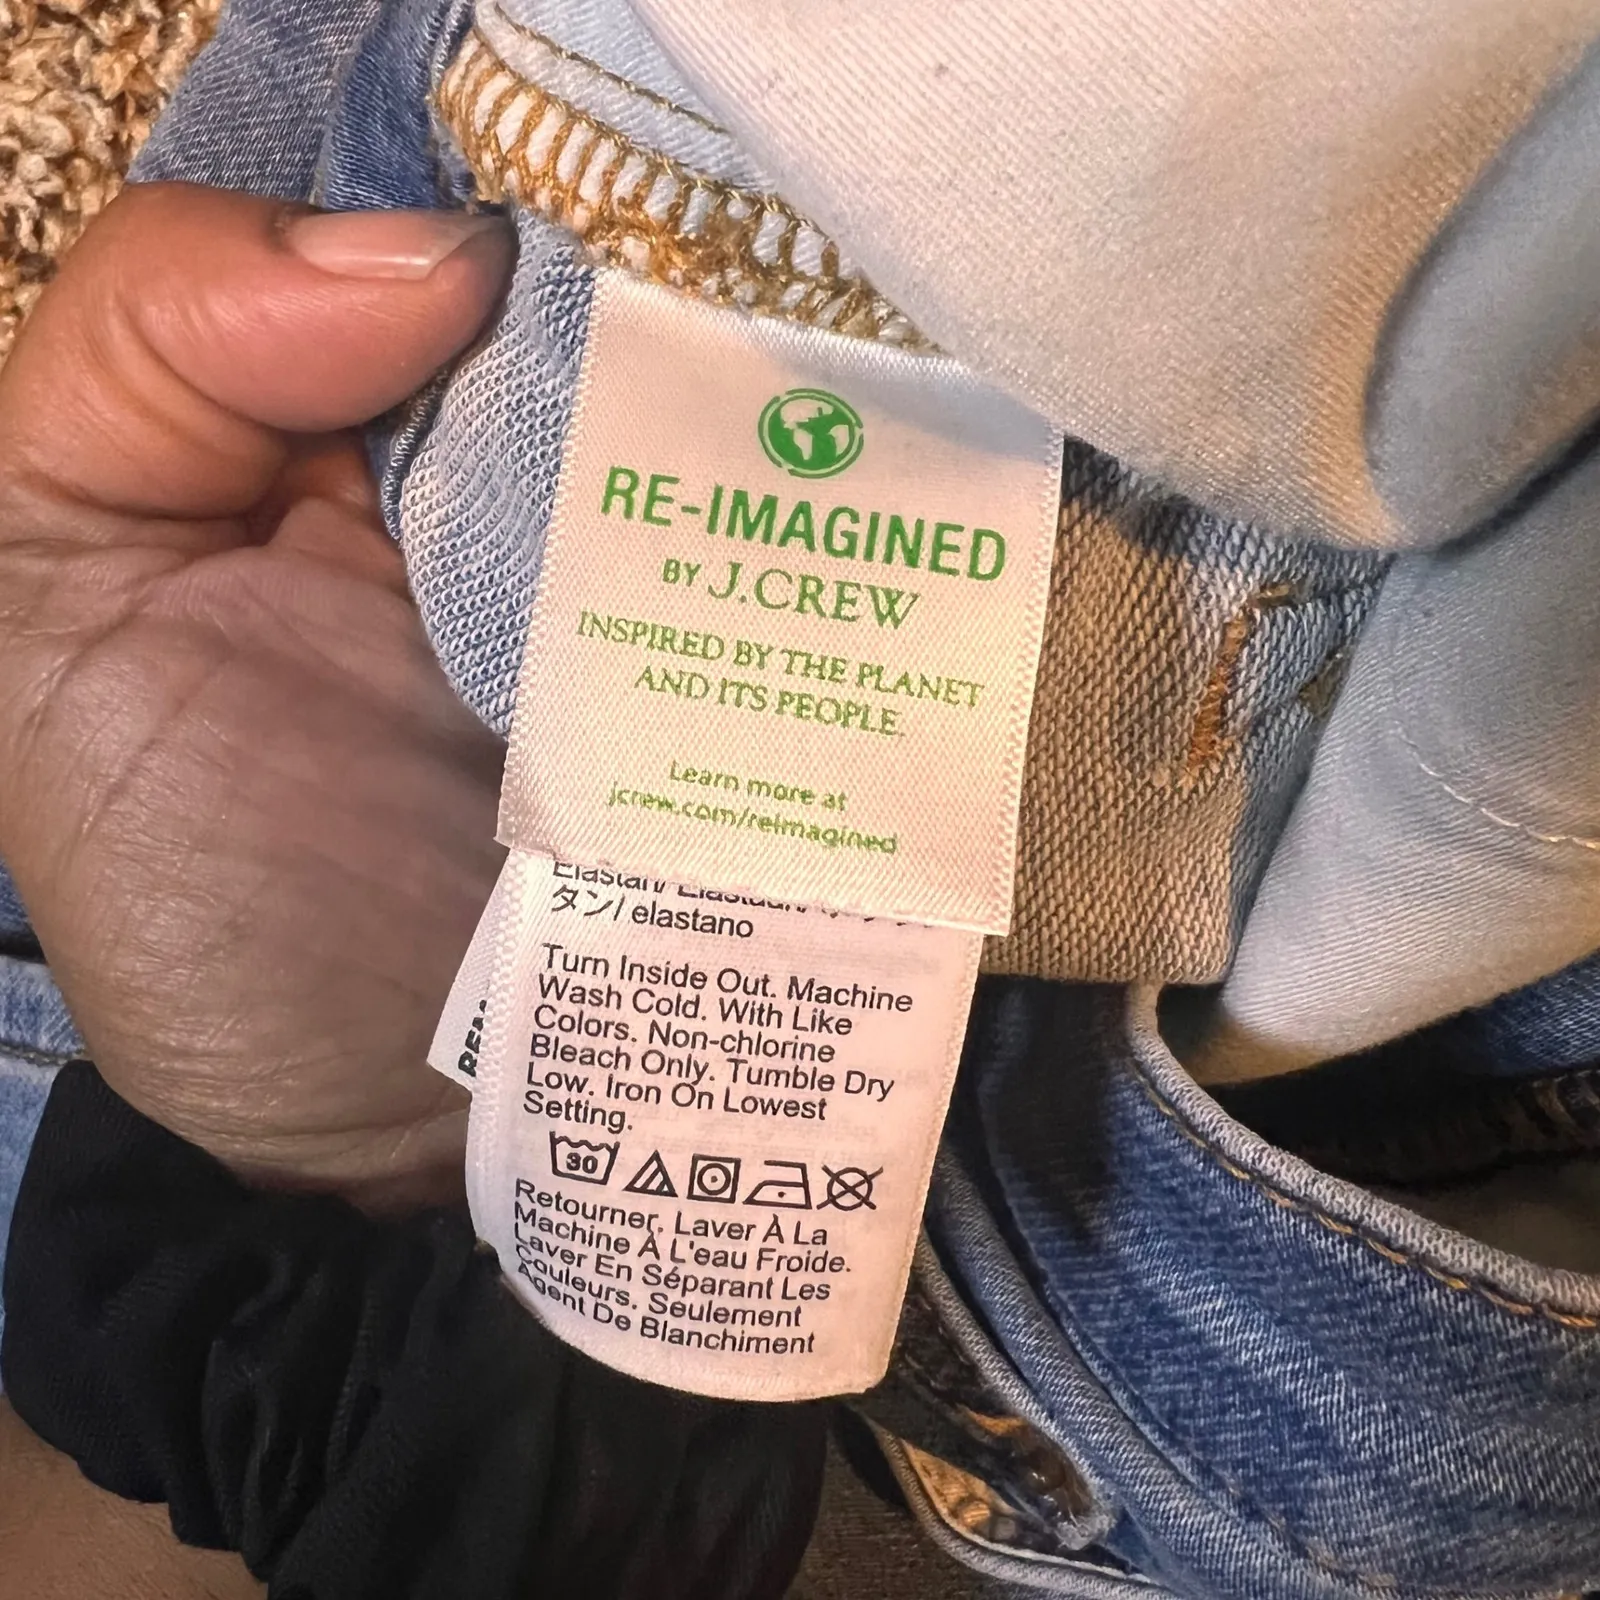 RE-IMAGINED
BY J.CREW
INSPIRED BY THE PLANET
AND ITS PEOPLE.
Learn more at
jcrew.com/reimagined
Elastan/ Elastaan/
タン/ elastano
Turn Inside Out. Machine
Wash Cold. With Like
Colors. Non-chlorine
Bleach Only. Tumble Dry
Low. Iron On Lowest
Setting.
30
Retourner. Laver À La
Machine À L'eau Froide.
Laver En Séparant Les
Couleurs. Seulement
Agent De Blanchiment